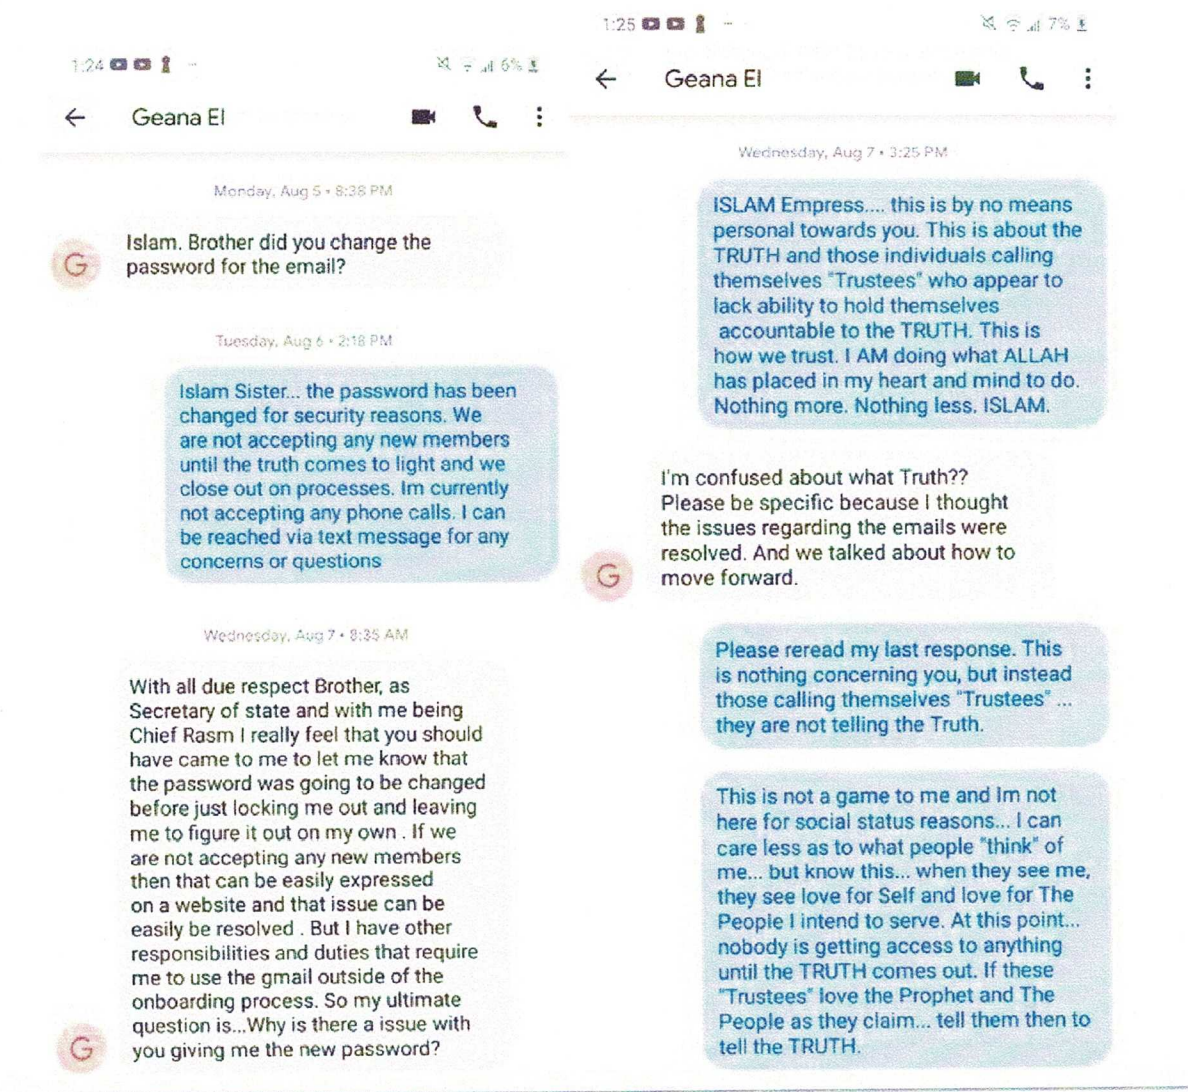 1:24
6%
Geana El
Monday, Aug 5 • 8:38 PM
Islam. Brother did you change the
password for the email?
G
Tuesday, Aug 6 • 2:18 PM
Islam Sister... the password has been
changed for security reasons. We
are not accepting any new members
until the truth comes to light and we
close out on processes. Im currently
not accepting any phone calls. I can
be reached via text message for any
concerns or questions
Wednesday, Aug 7 • 8:35 AM
With all due respect Brother, as
Secretary of state and with me being
Chief Rasm I really feel that you should
have came to me to let me know that
the password was going to be changed
before just locking me out and leaving
me to figure it out on my own . If we
are not accepting any new members
then that can be easily expressed
on a website and that issue can be
easily be resolved . But I have other
responsibilities and duties that require
me to use the gmail outside of the
onboarding process. So my ultimate
question is...Why is there a issue with
you giving me the new password?
G
1:25
7%
Geana El
Wednesday, Aug 7 • 3:25 PM
ISLAM Empress.... this is by no means
personal towards you. This is about the
TRUTH and those individuals calling
themselves "Trustees" who appear to
lack ability to hold themselves
accountable to the TRUTH. This is
how we trust. I AM doing what ALLAH
has placed in my heart and mind to do.
Nothing more. Nothing less. ISLAM.
I'm confused about what Truth??
Please be specific because I thought
the issues regarding the emails were
resolved. And we talked about how to
move forward.
G
Please reread my last response. This
is nothing concerning you, but instead
those calling themselves "Trustees" ...
they are not telling the Truth.
This is not a game to me and Im not
here for social status reasons... I can
care less as to what people "think" of
me... but know this... when they see me,
they see love for Self and love for The
People I intend to serve. At this point...
nobody is getting access to anything
until the TRUTH comes out. If these
"Trustees" love the Prophet and The
People as they claim... tell them then to
tell the TRUTH.